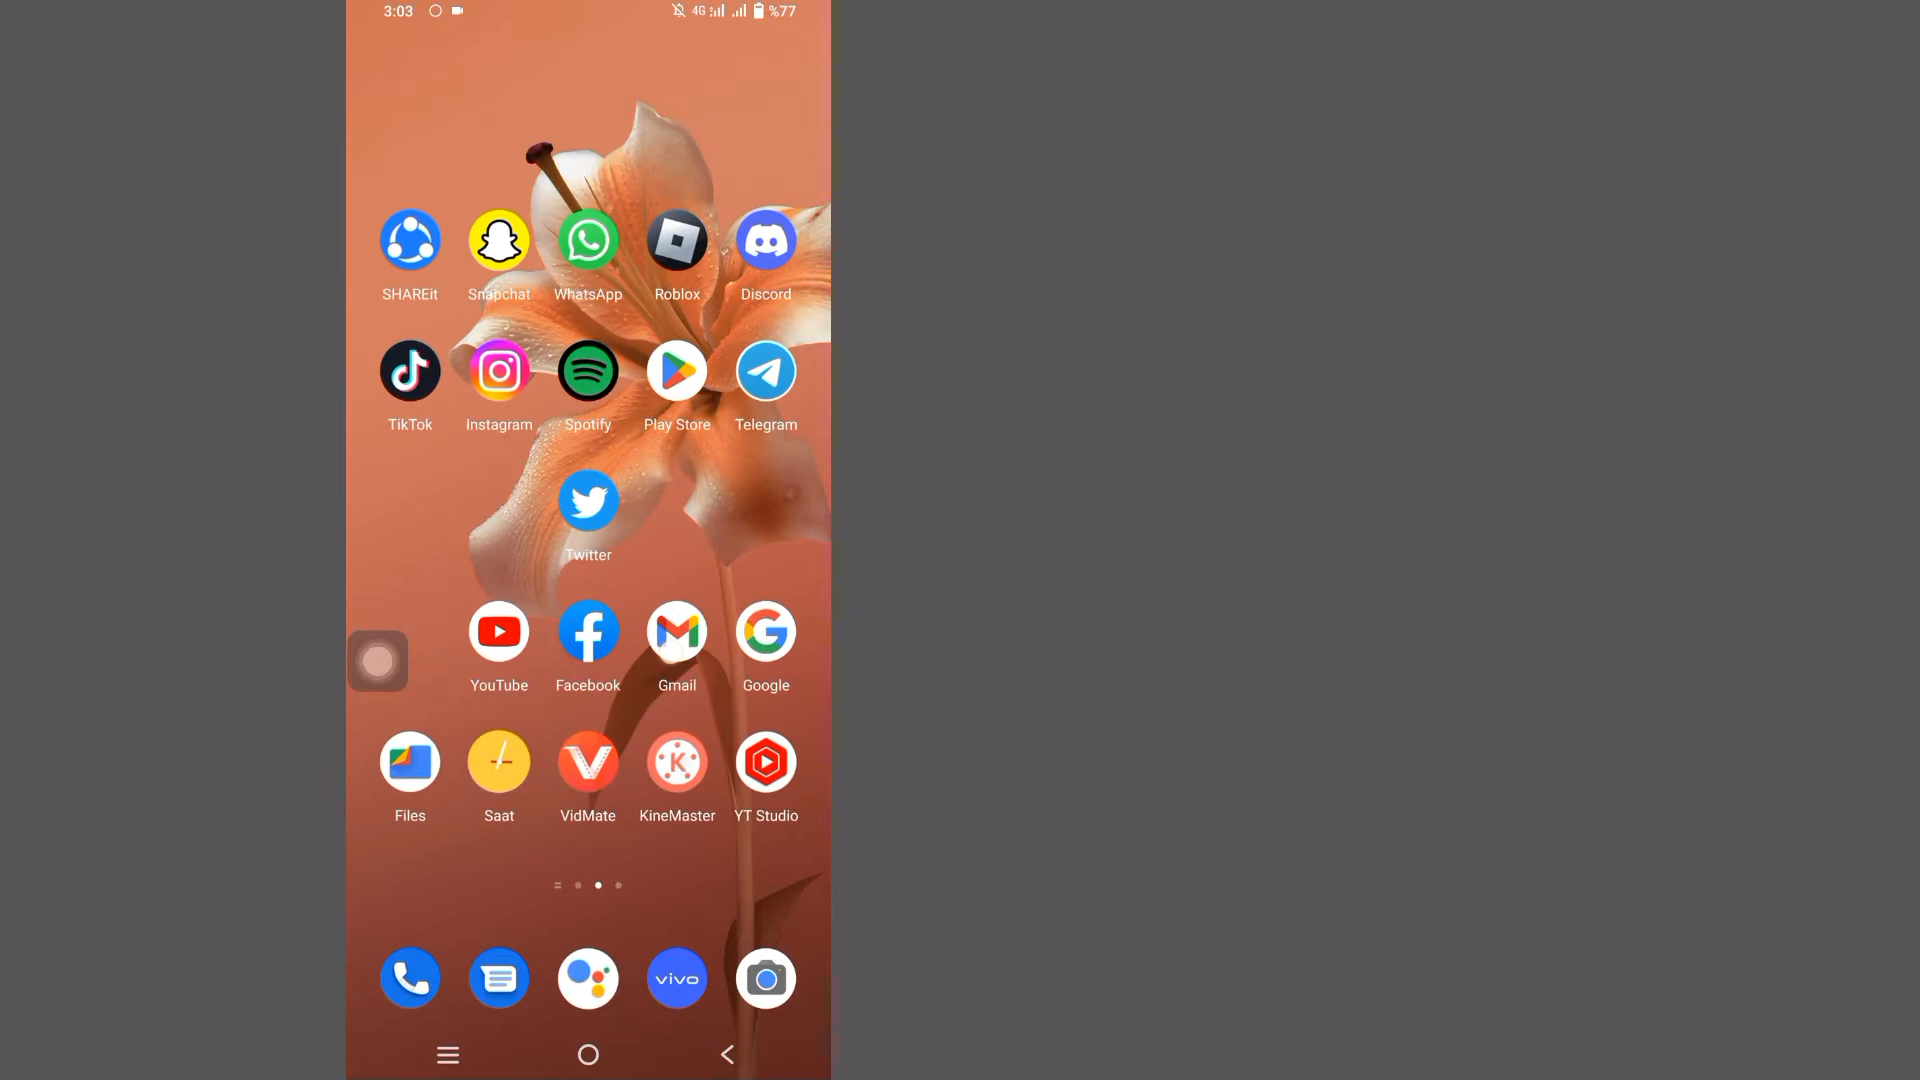 3:03 4G %77
SHAREit Snapchat WhatsApp Roblox Discord
TikTok Instagram Spotify Play Store Telegram
Twitter
YouTube Facebook Gmail Google
Files Saat VidMate KineMaster YT Studio
vivo